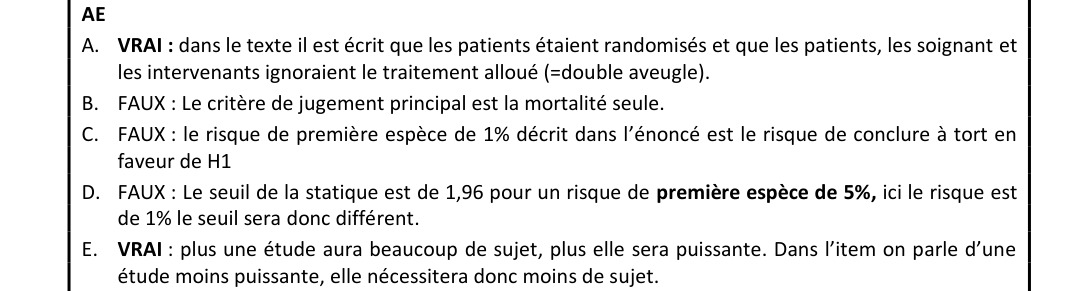 AE
A. VRAI : dans le texte il est écrit que les patients étaient randomisés et que les patients, les soignant et
les intervenants ignoraient le traitement alloué (=double aveugle).
B. FAUX : Le critère de jugement principal est la mortalité seule.
C. FAUX : le risque de première espèce de 1% décrit dans l’énoncé est le risque de conclure à tort en
faveur de H1
D. FAUX : Le seuil de la statique est de 1,96 pour un risque de première espèce de 5%, ici le risque est
de 1% le seuil sera donc différent.
E. VRAI : plus une étude aura beaucoup de sujet, plus elle sera puissante. Dans l’item on parle d’une
étude moins puissante, elle nécessitera donc moins de sujet.